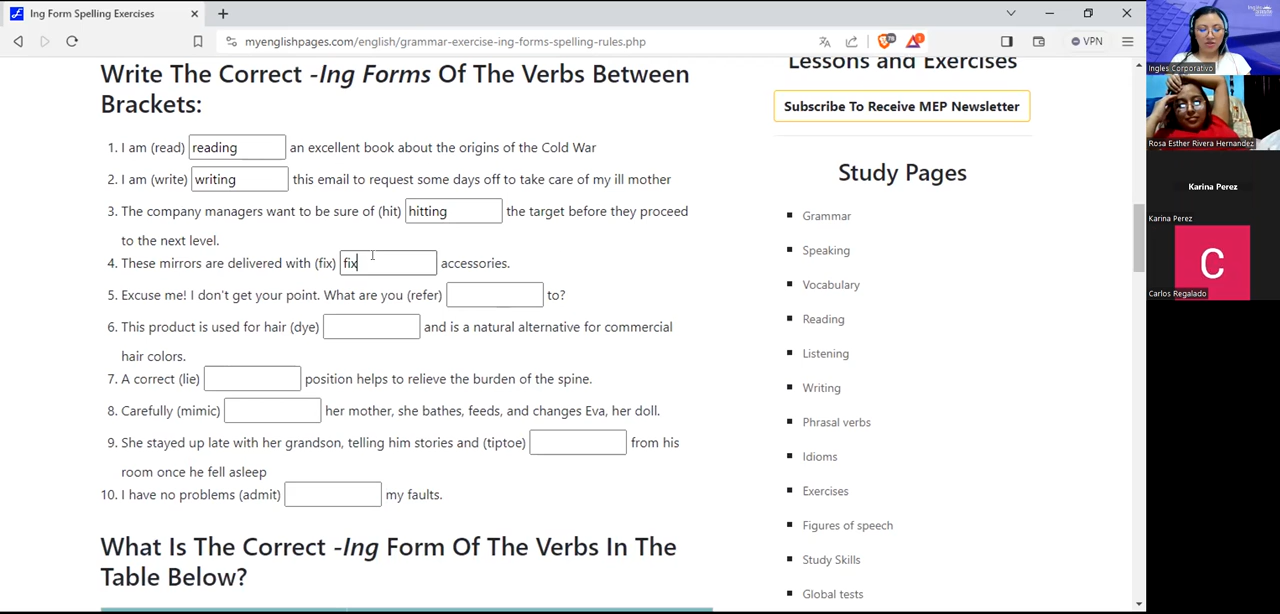 Ing Form Spelling Exercises
myenglishpages.com/english/grammar-exercise-ing-forms-spelling-rules.php
VPN
Write The Correct -Ing Forms Of The Verbs Between
Brackets:
1. I am (read) reading an excellent book about the origins of the Cold War
2. I am (write) writing this email to request some days off to take care of my ill mother
3. The company managers want to be sure of (hit) hitting the target before they proceed
to the next level.
4. These mirrors are delivered with (fix) fix accessories.
5. Excuse me! I don't get your point. What are you (refer) to?
6. This product is used for hair (dye) and is a natural alternative for commercial
hair colors.
7. A correct (lie) position helps to relieve the burden of the spine.
8. Carefully (mimic) her mother, she bathes, feeds, and changes Eva, her doll.
9. She stayed up late with her grandson, telling him stories and (tiptoe) from his
room once he fell asleep
10. I have no problems (admit) my faults.
What Is The Correct -Ing Form Of The Verbs In The
Table Below?
Lessons and Exercises
Subscribe To Receive MEP Newsletter
Study Pages
Grammar
Speaking
Vocabulary
Reading
Listening
Writing
Phrasal verbs
Idioms
Exercises
Figures of speech
Study Skills
Global tests
Ingles Corporativo
Rosa Esther Rivera Hernandez
Karina Perez
Karina Perez
C
Carlos Regalado